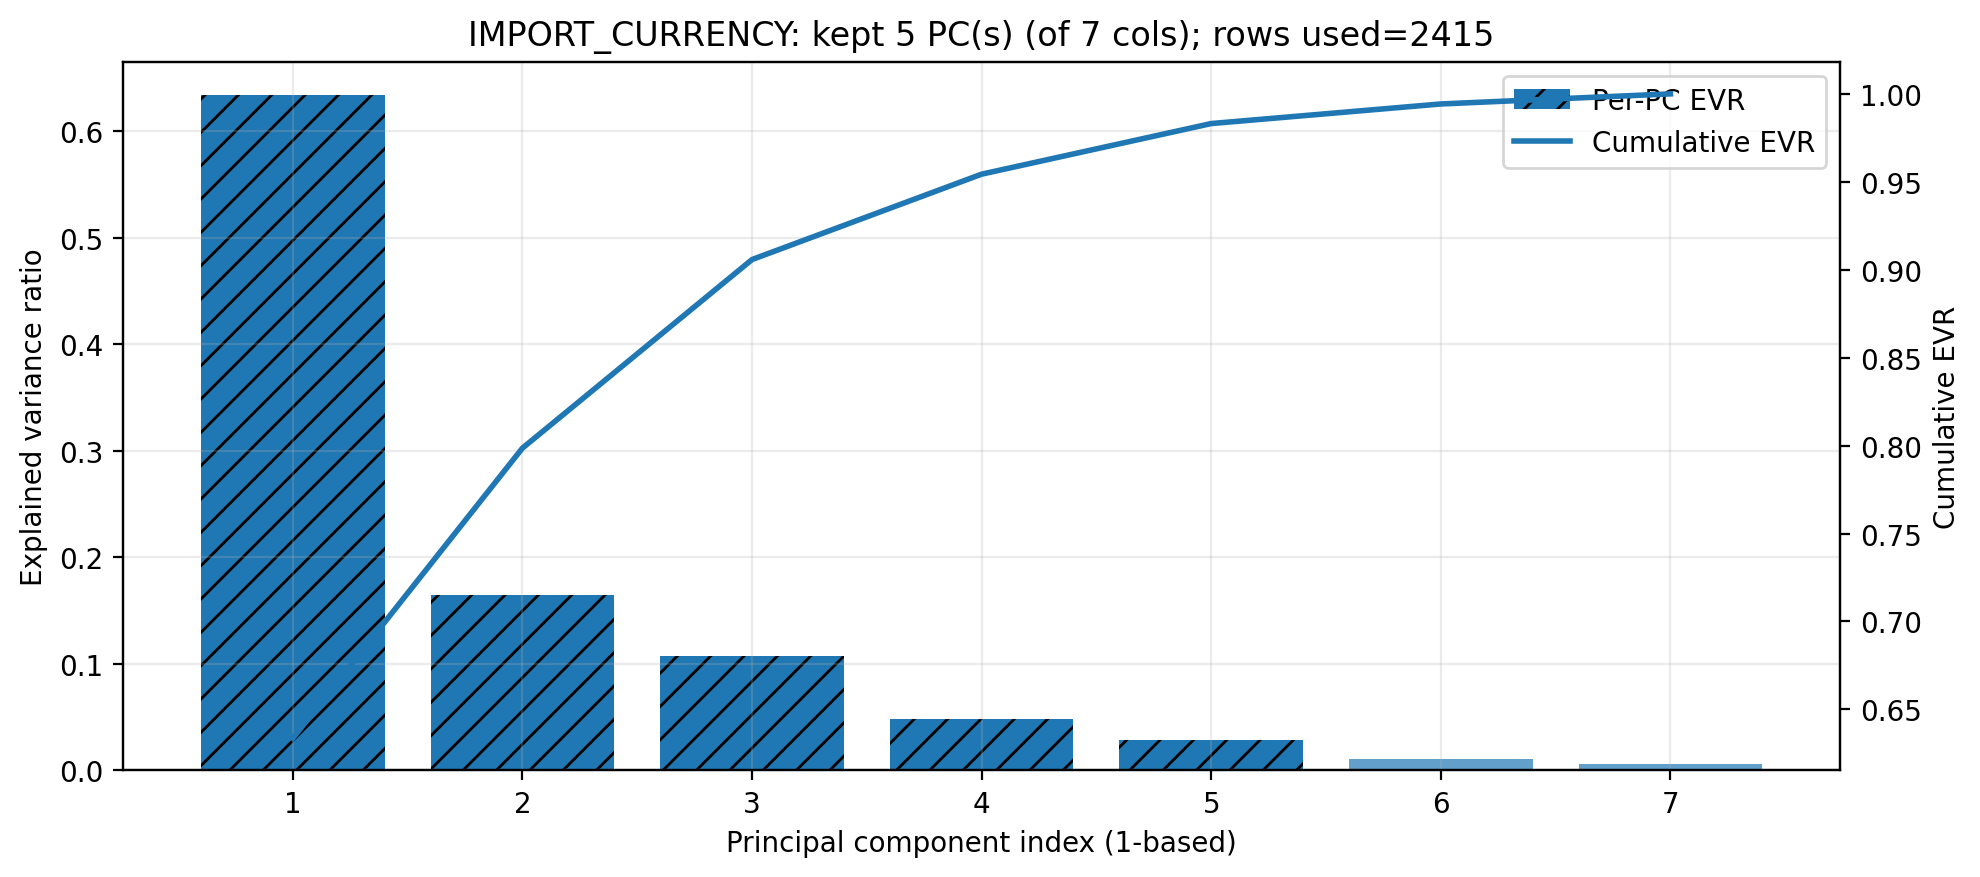 IMPORT_CURRENCY: kept 5 PC(s) (of 7 cols); rows used=2415
Explained variance ratio
0.6
0.5
0.4
0.3
0.2
0.1
0.0
Per-PC EVR
Cumulative EVR
1.00
0.95
0.90
0.85
0.80
0.75
0.70
0.65
Cumulative EVR
1 2 3 4 5 6 7
Principal component index (1-based)